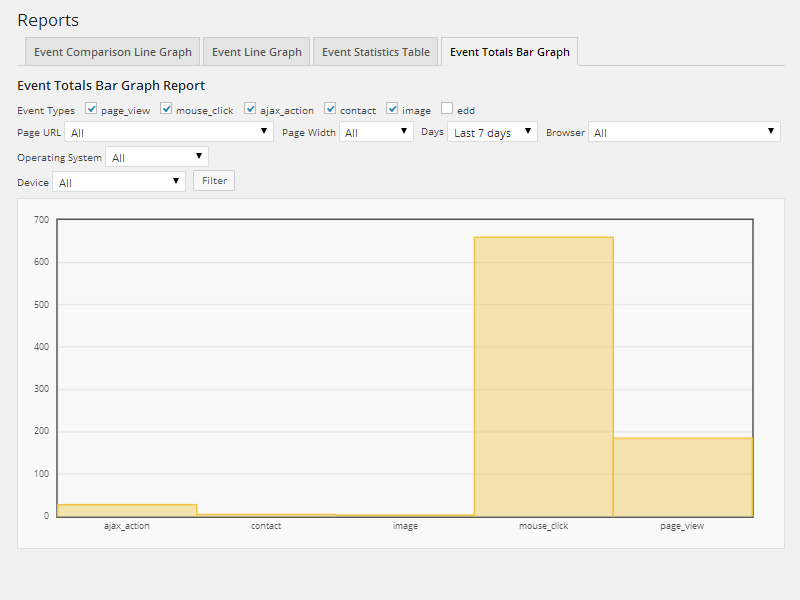 Reports
Event Comparison Line Graph Event Line Graph Event Statistics Table Event Totals Bar Graph
Event Totals Bar Graph Report
Event Types page_view mouse_click ajax_action contact image edd
Page URL All Page Width All Days Last 7 days Browser All
Operating System All
Device All Filter
700
600
500
400
300
200
100
0
ajax_action contact image mouse_click page_view